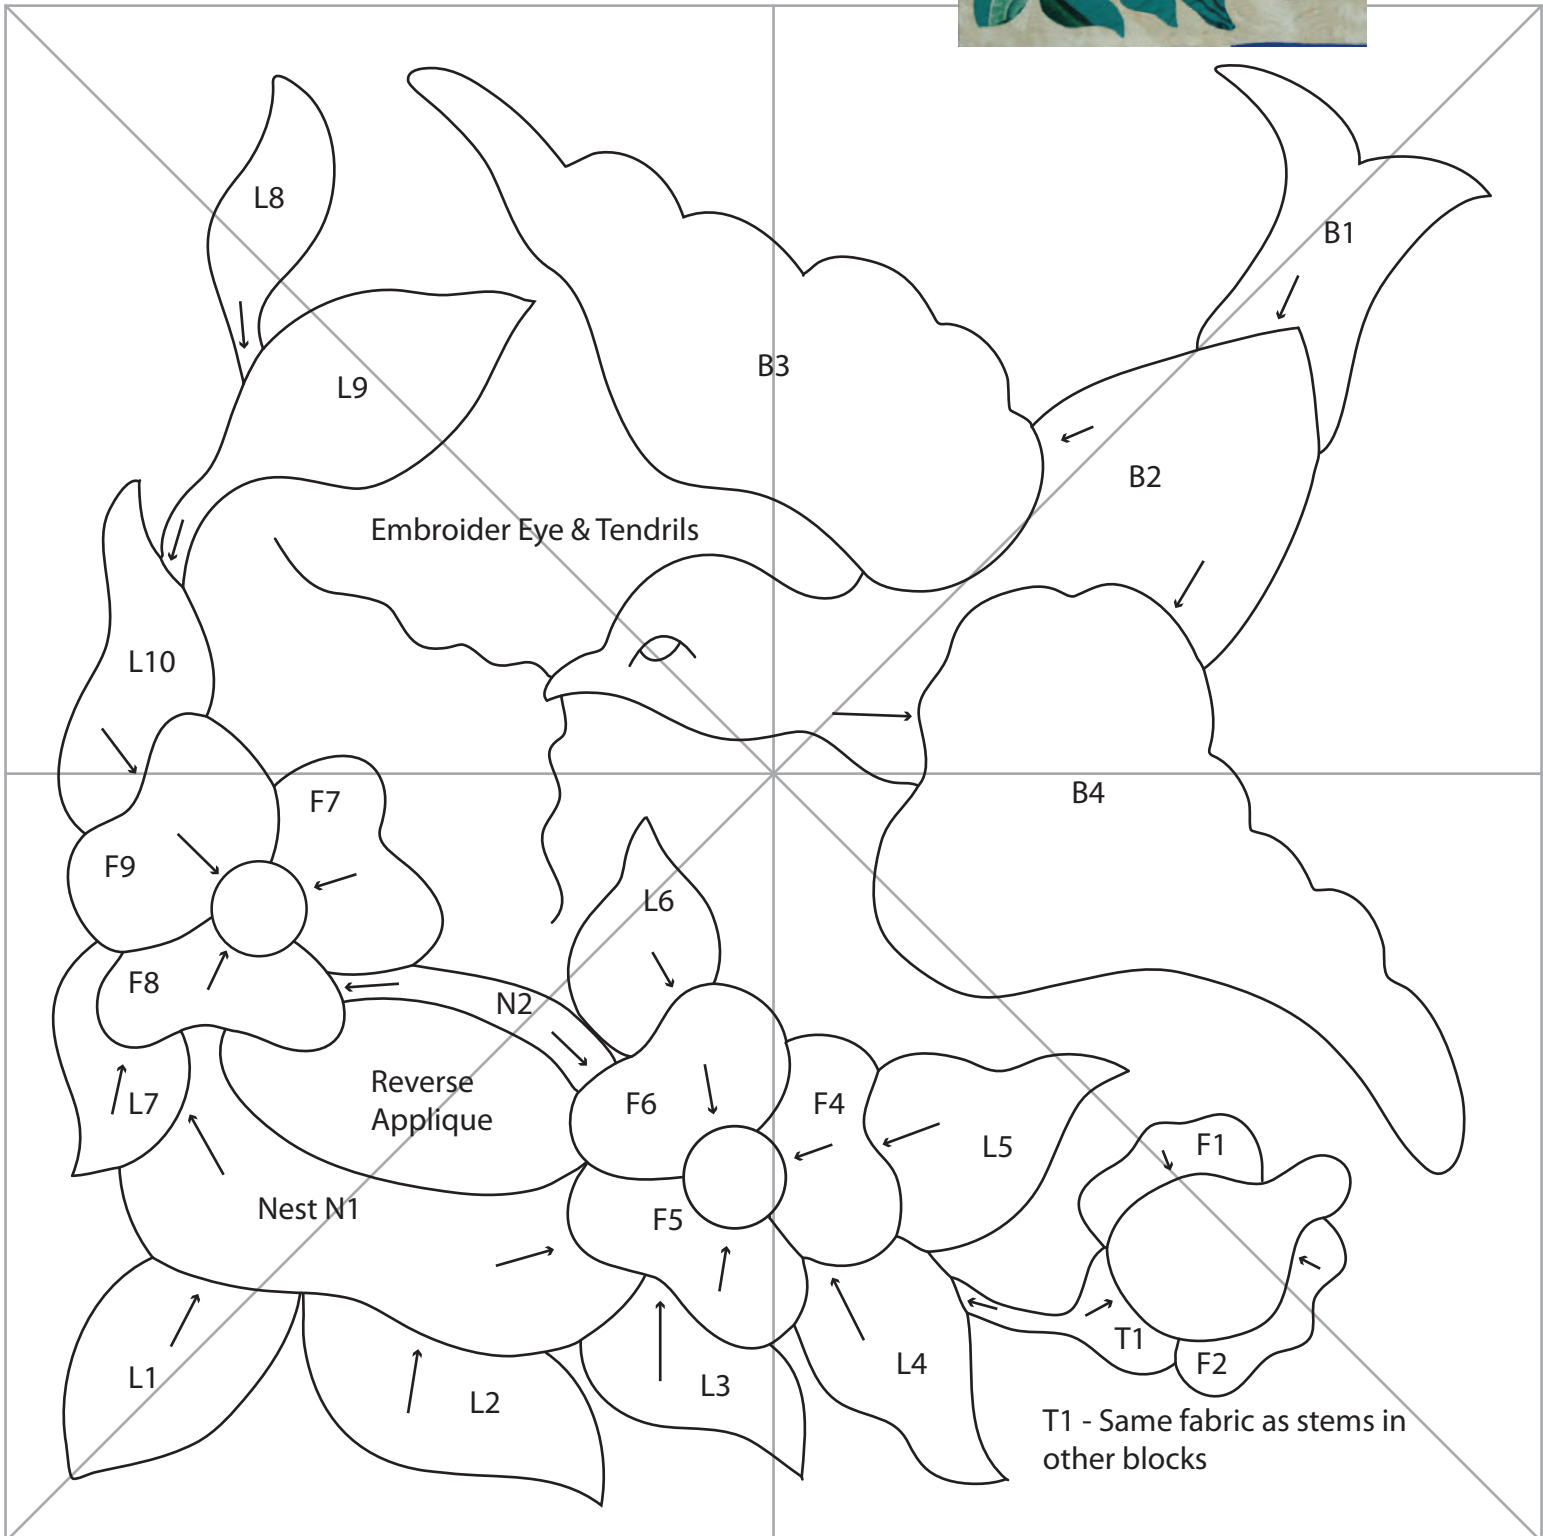 L8
B1
B3
L9
B2
Embroider Eye & Tendrils
L10
B4
F7
F9
L6
F8
N2
Reverse
Applique
L7
F6
F4
L5
F1
Nest N1
F5
T1
L1
L2
L3
L4
F2
T1 - Same fabric as stems in
other blocks